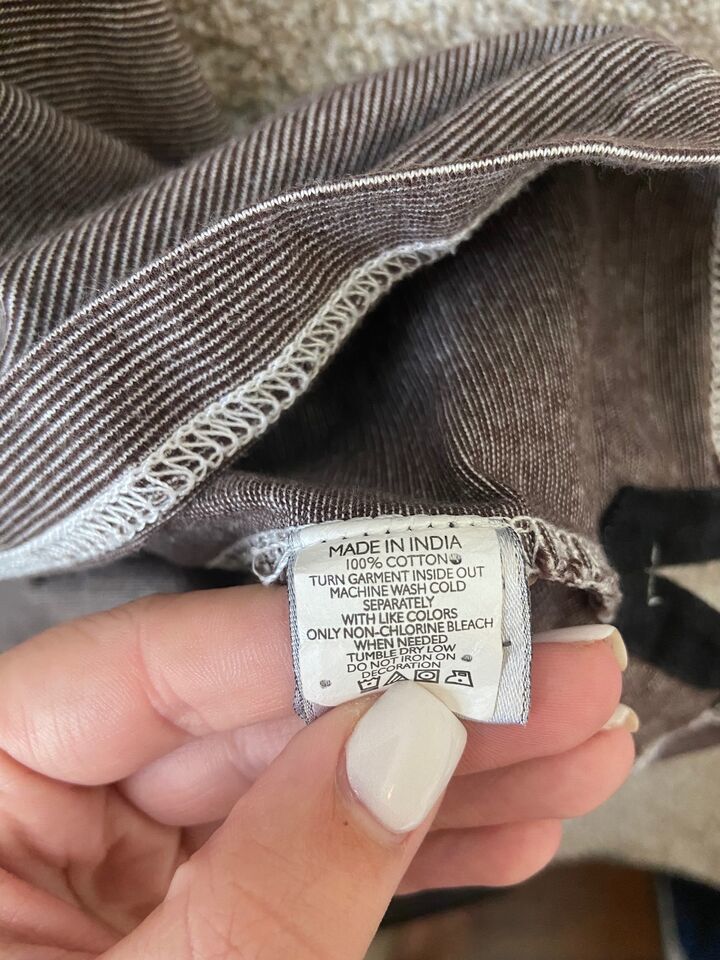 MADE IN INDIA
100% COTTON
TURN GARMENT INSIDE OUT
MACHINE WASH COLD
SEPARATELY
WITH LIKE COLORS
ONLY NON-CHLORINE BLEACH
WHEN NEEDED
TUMBLE DRY LOW
DO NOT IRON ON
DECORATION